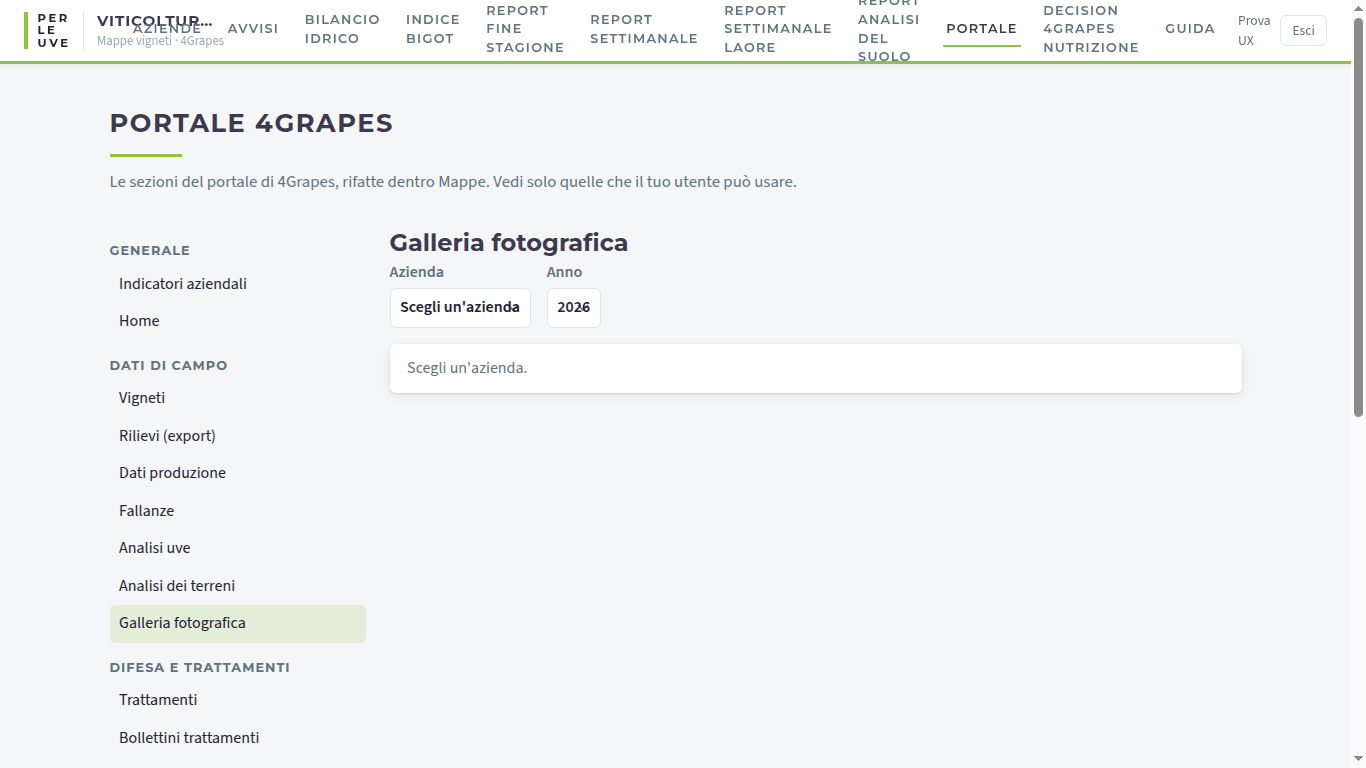 PER
LE
UVE
VITICOLTUR...
Mappe vigneti · 4Grapes
AZIENDE
AVVISI
BILANCIO
IDRICO
INDICE
BIGOT
REPORT
FINE
STAGIONE
REPORT
SETTIMANALE
REPORT
SETTIMANALE
LAORE
REPORT
ANALISI
DEL
SUOLO
PORTALE
DECISION
4GRAPES
NUTRIZIONE
GUIDA
Prova
UX
Esci
PORTALE 4GRAPES
Le sezioni del portale di 4Grapes, rifatte dentro Mappe. Vedi solo quelle che il tuo utente può usare.
GENERALE
Indicatori aziendali
Home
DATI DI CAMPO
Vigneti
Rilievi (export)
Dati produzione
Fallanze
Analisi uve
Analisi dei terreni
Galleria fotografica
DIFESA E TRATTAMENTI
Trattamenti
Bollettini trattamenti
Galleria fotografica
Azienda
Anno
Scegli un'azienda
2026
Scegli un'azienda.